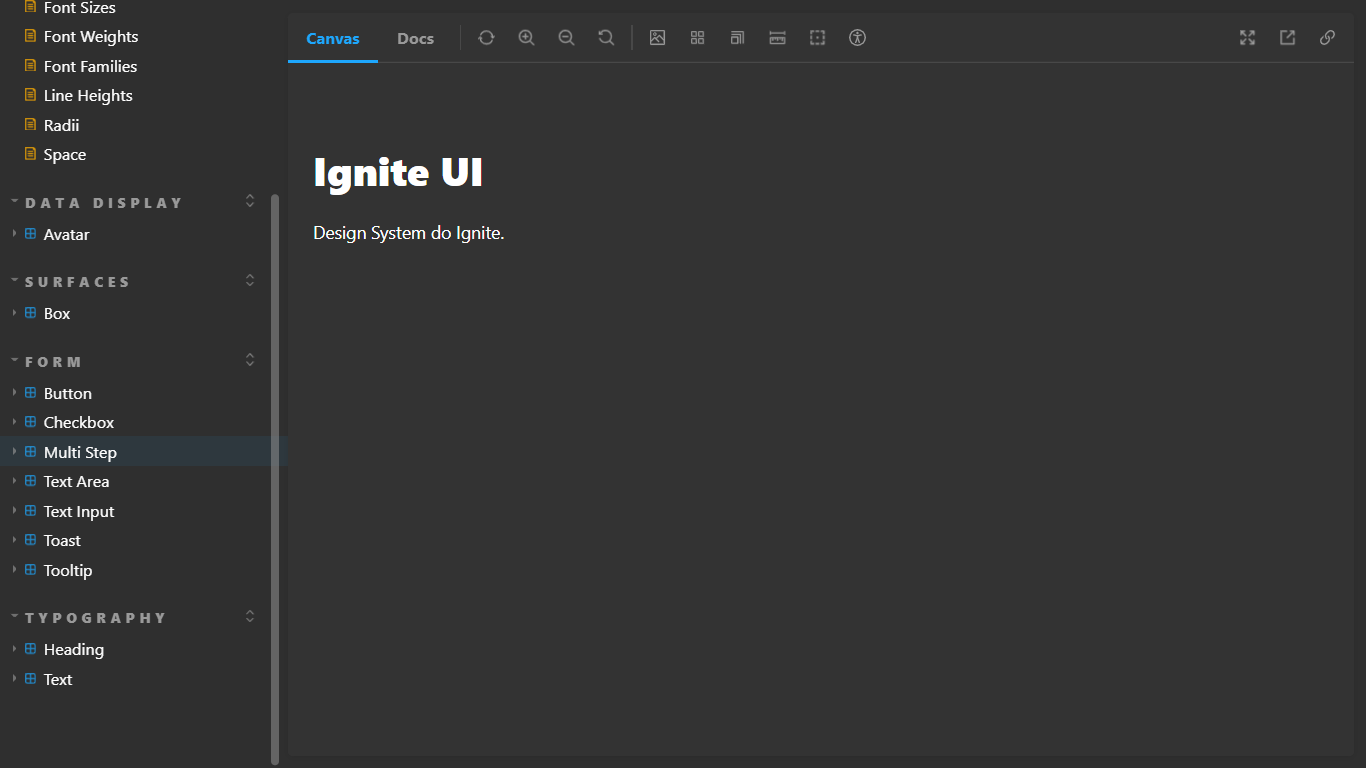 Font Sizes
Font Weights
Font Families
Line Heights
Radii
Space
DATA DISPLAY
Avatar
SURFACES
Box
FORM
Button
Checkbox
Multi Step
Text Area
Text Input
Toast
Tooltip
TYPOGRAPHY
Heading
Text
Canvas Docs
Ignite UI
Design System do Ignite.